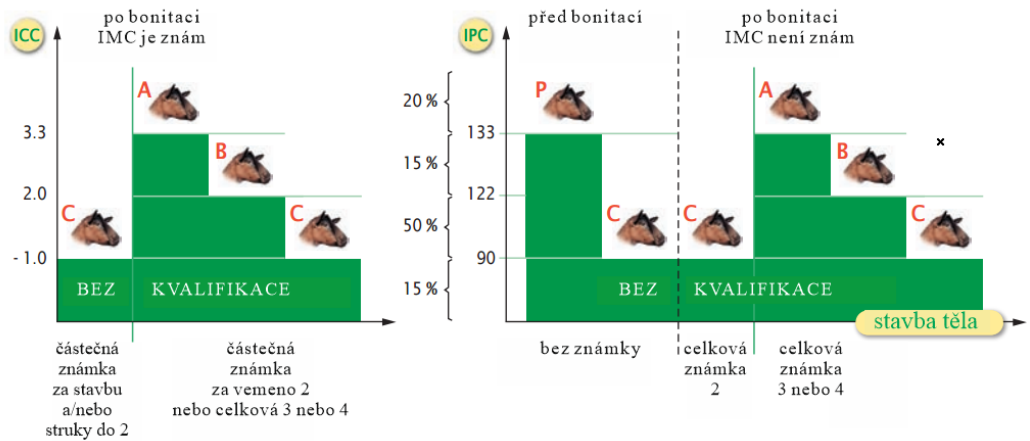 ICC
po bonitaci
IMC je znám
A
3.3
B
2.0
C
C
- 1.0
BEZ KVALIFIKACE
částečná
známka
za stavbu
a/nebo
struky do 2
částečná
známka
za vemeno 2
nebo celková 3 nebo 4
20 %
15 %
50 %
15 %
IPC
před bonitací
po bonitaci
IMC není znám
P
A
133
B
122
C
C
C
90
BEZ KVALIFIKACE
stavba těla
bez známky
celková
známka
2
celková
známka
3 nebo 4